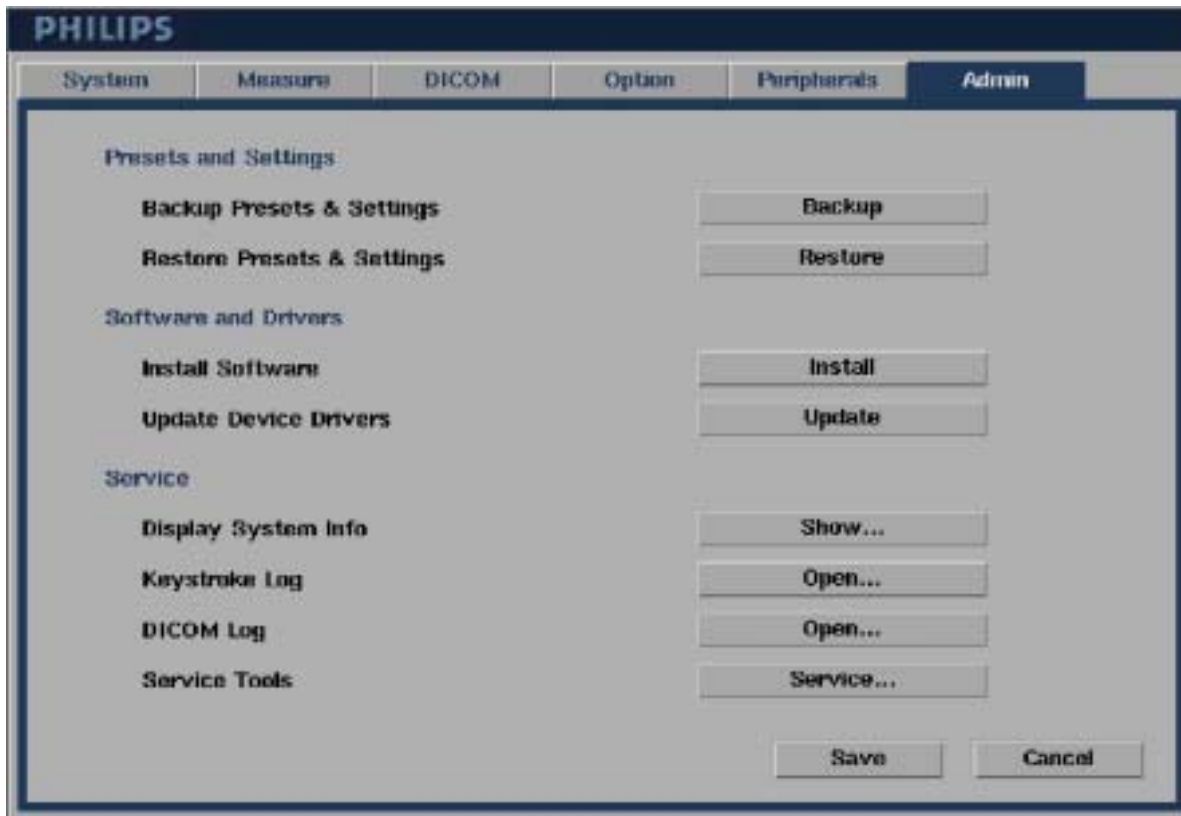 PHILIPS
System Measure DICOM Option Peripherals Admin
Presets and Settings
Backup Presets & Settings Backup
Restore Presets & Settings Restore
Software and Drivers
Install Software Install
Update Device Drivers Update
Service
Display System Info Show...
Keystroke Log Open...
DICOM Log Open...
Service Tools Service...
Save Cancel